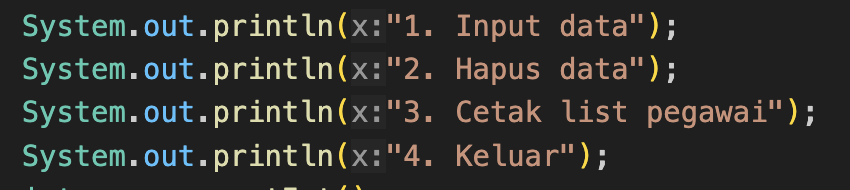 System.out.println(x:"1. Input data");
System.out.println(x:"2. Hapus data");
System.out.println(x:"3. Cetak list pegawai");
System.out.println(x:"4. Keluar");